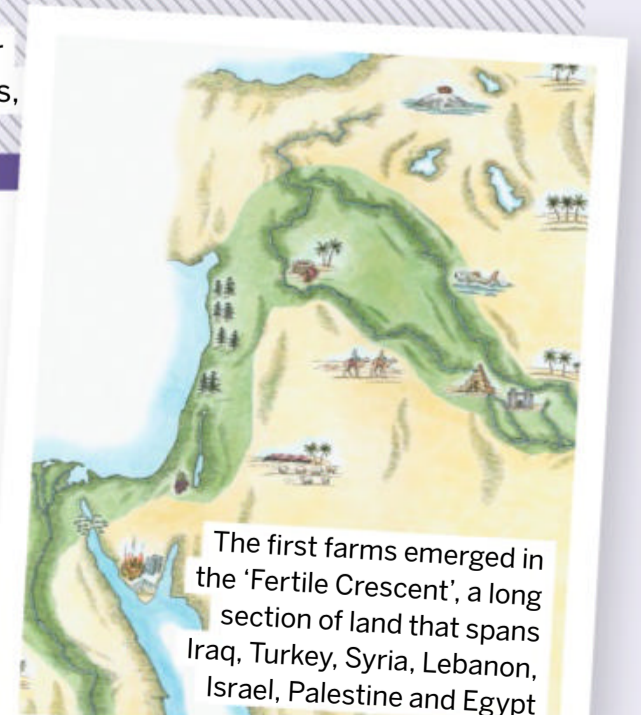 s,
The first farms emerged in
the ‘Fertile Crescent’, a long
section of land that spans
Iraq, Turkey, Syria, Lebanon,
Israel, Palestine and Egypt